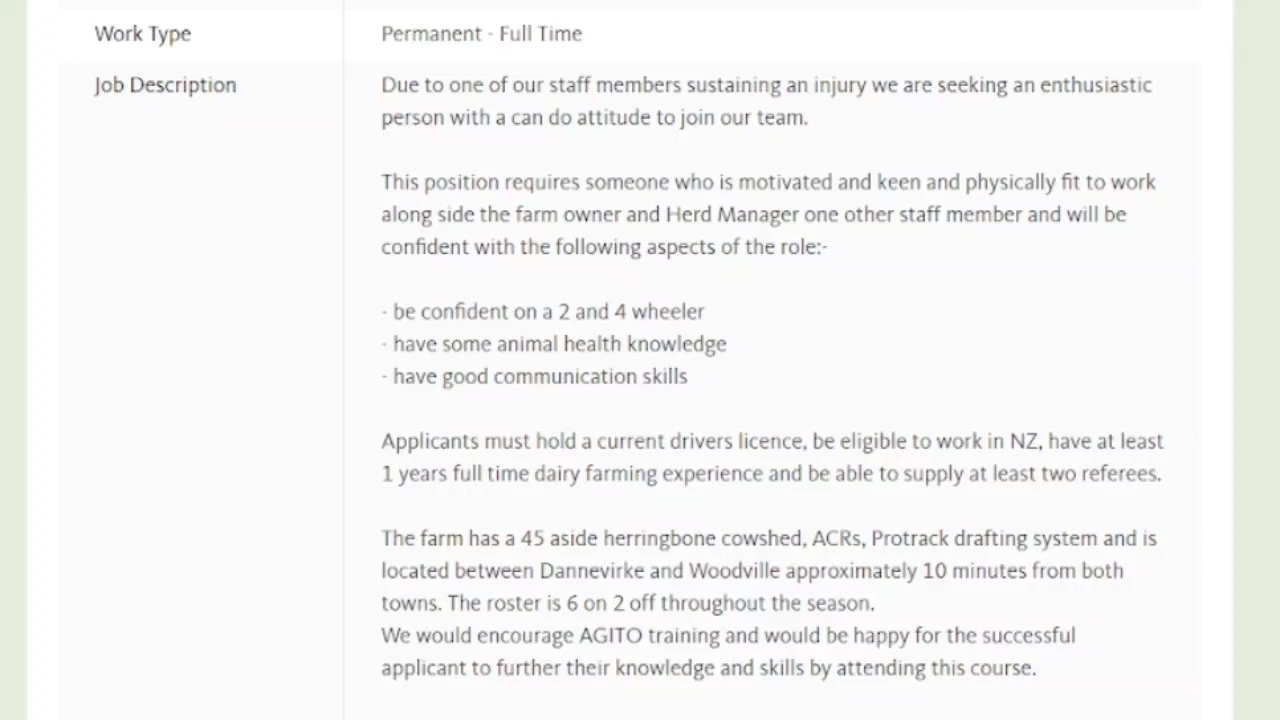 Work Type
Permanent - Full Time
Job Description
Due to one of our staff members sustaining an injury we are seeking an enthusiastic
person with a can do attitude to join our team.
This position requires someone who is motivated and keen and physically fit to work
along side the farm owner and Herd Manager one other staff member and will be
confident with the following aspects of the role:-
- be confident on a 2 and 4 wheeler
- have some animal health knowledge
- have good communication skills
Applicants must hold a current drivers licence, be eligible to work in NZ, have at least
1 years full time dairy farming experience and be able to supply at least two referees.
The farm has a 45 aside herringbone cowshed, ACRs, Protrack drafting system and is
located between Dannevirke and Woodville approximately 10 minutes from both
towns. The roster is 6 on 2 off throughout the season.
We would encourage AGITO training and would be happy for the successful
applicant to further their knowledge and skills by attending this course.